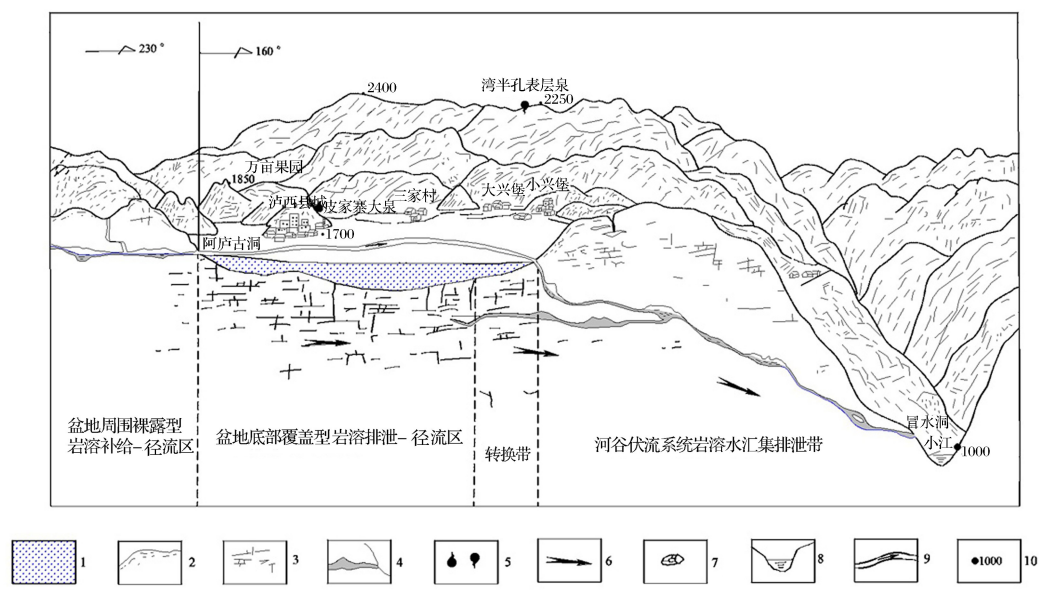 230°
160°
2400
湾半孔表层泉
2250
万亩果园
1850
泸西县城
皮家寨大泉
三家村
大兴堡
小兴堡
1700
阿庐古洞
盆地周围裸露型
岩溶补给-径流区
盆地底部覆盖型岩溶排泄-径流区
转换带
河谷伏流系统岩溶水汇集排泄带
冒水洞
小江
1000
1
2
3
4
5
6
7
8
9
1000
10